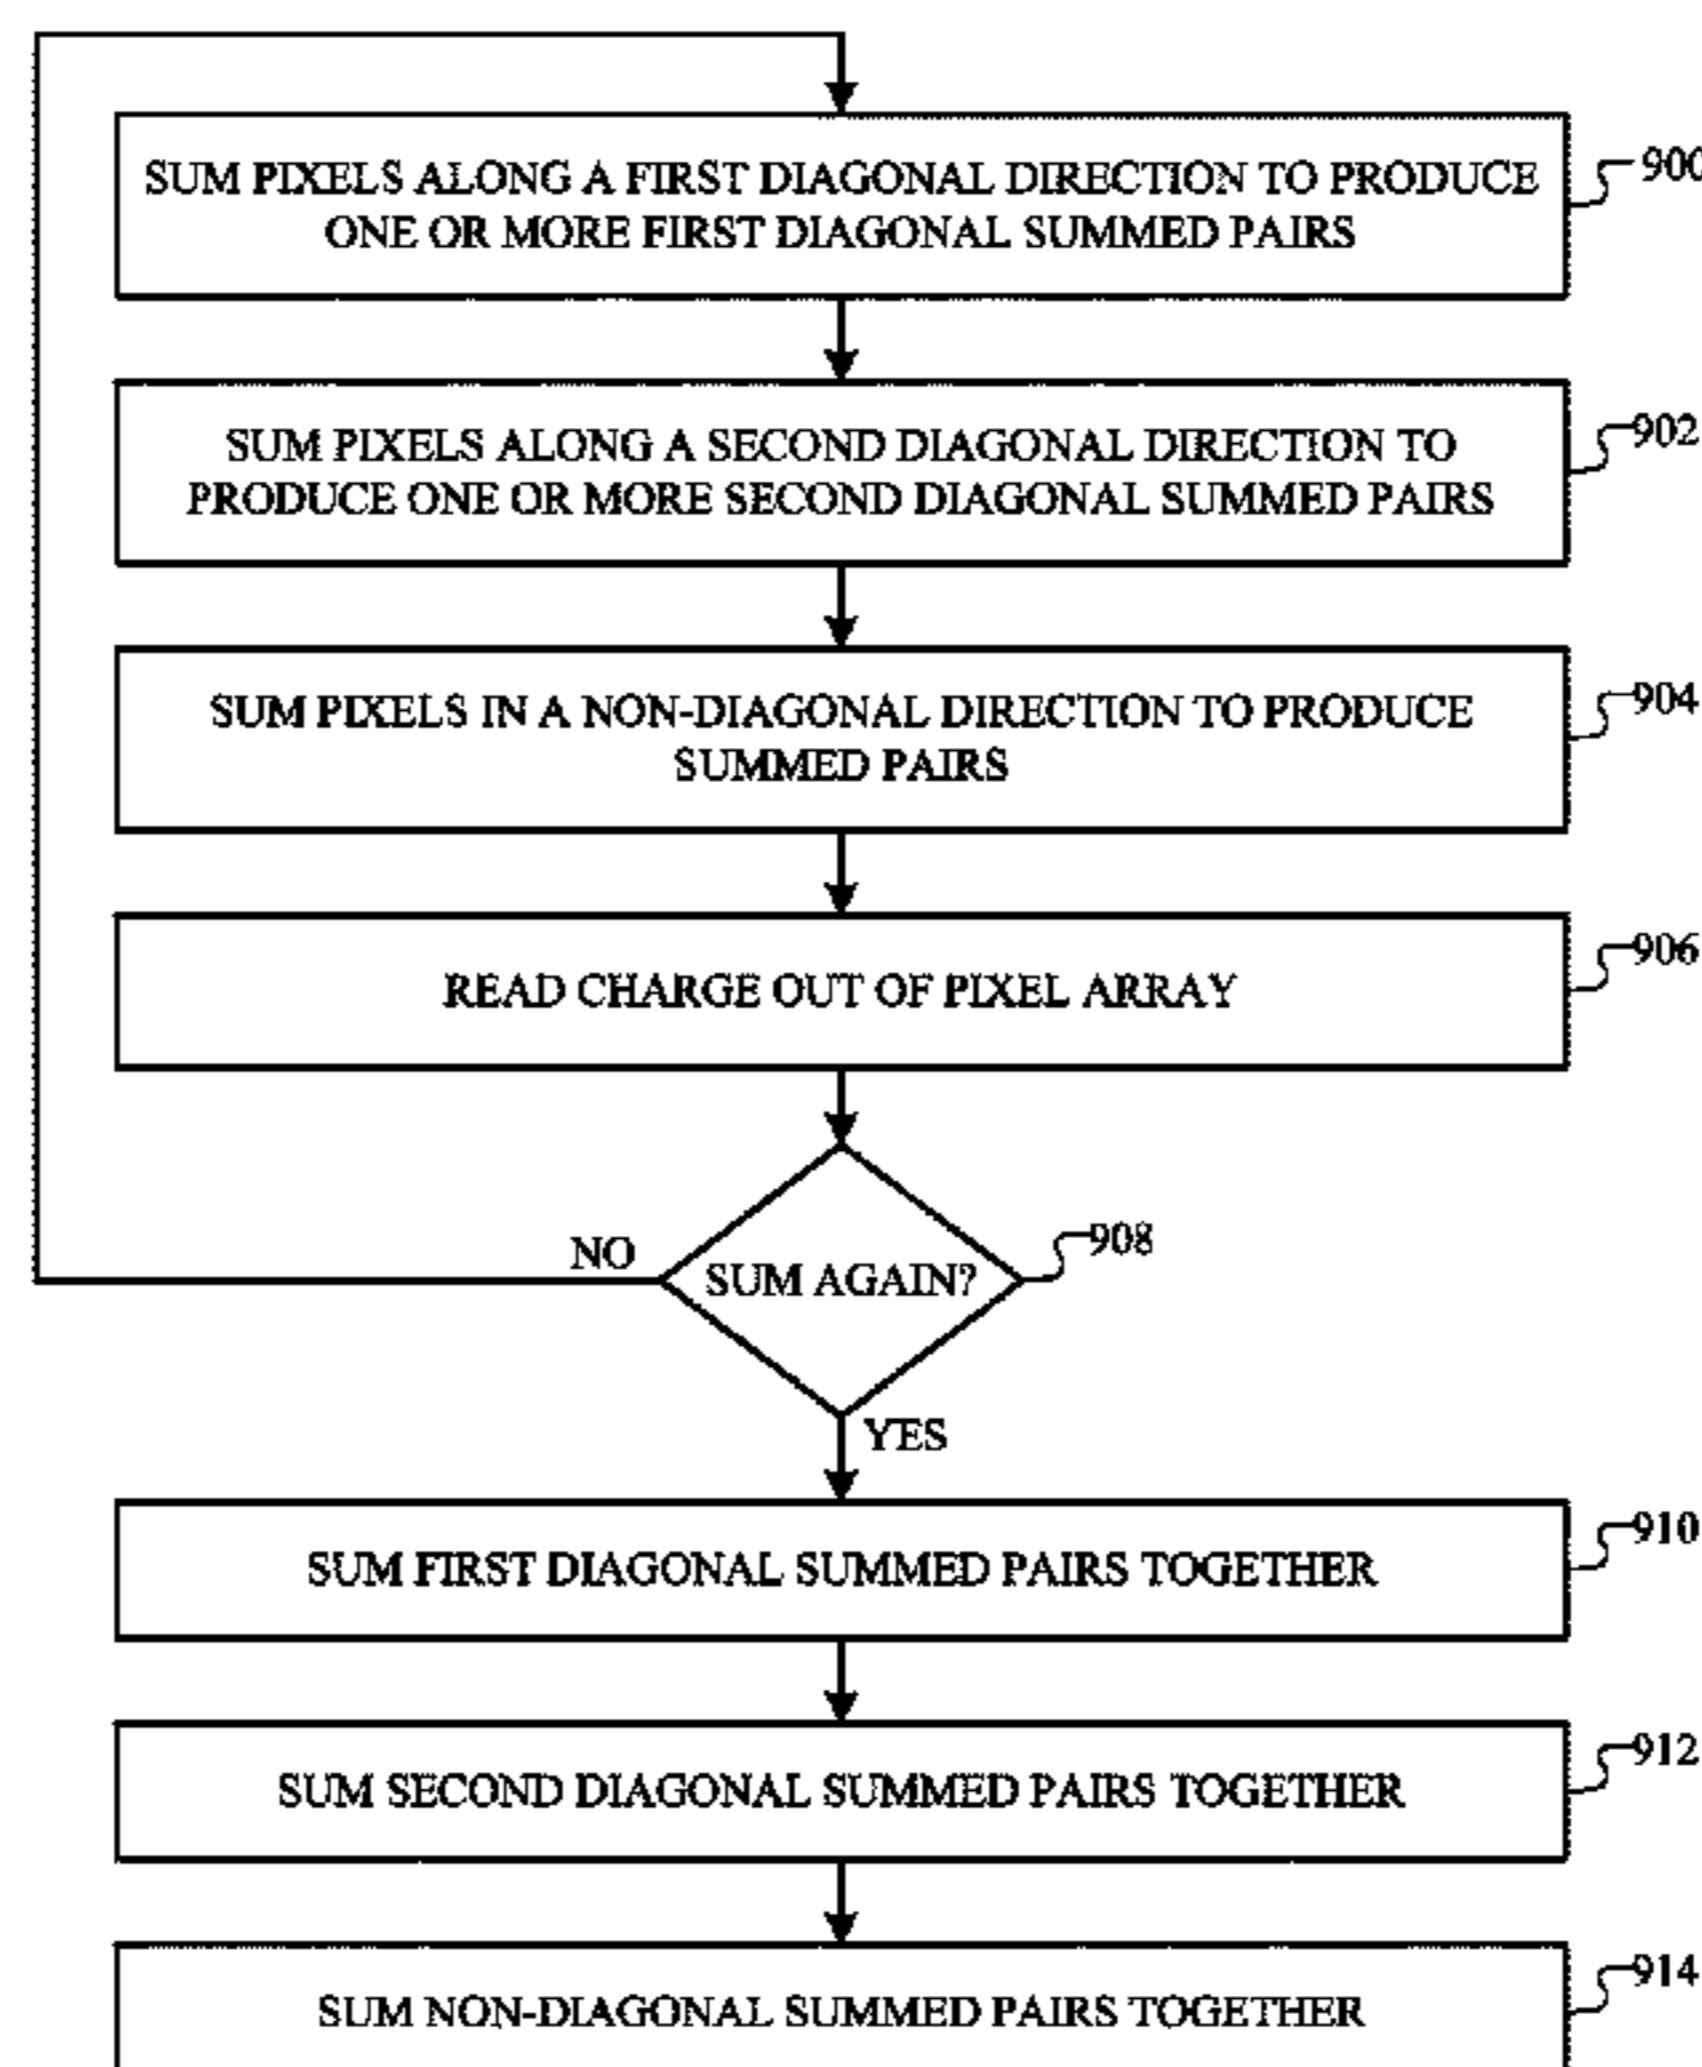 SUM PIXELS ALONG A FIRST DIAGONAL DIRECTION TO PRODUCE
ONE OR MORE FIRST DIAGONAL SUMMED PAIRS
900
SUM PIXELS ALONG A SECOND DIAGONAL DIRECTION TO
PRODUCE ONE OR MORE SECOND DIAGONAL SUMMED PAIRS
902
SUM PIXELS IN A NON-DIAGONAL DIRECTION TO PRODUCE
SUMMED PAIRS
904
READ CHARGE OUT OF PIXEL ARRAY
906
NO
SUM AGAIN?
908
YES
SUM FIRST DIAGONAL SUMMED PAIRS TOGETHER
910
SUM SECOND DIAGONAL SUMMED PAIRS TOGETHER
912
SUM NON-DIAGONAL SUMMED PAIRS TOGETHER
914